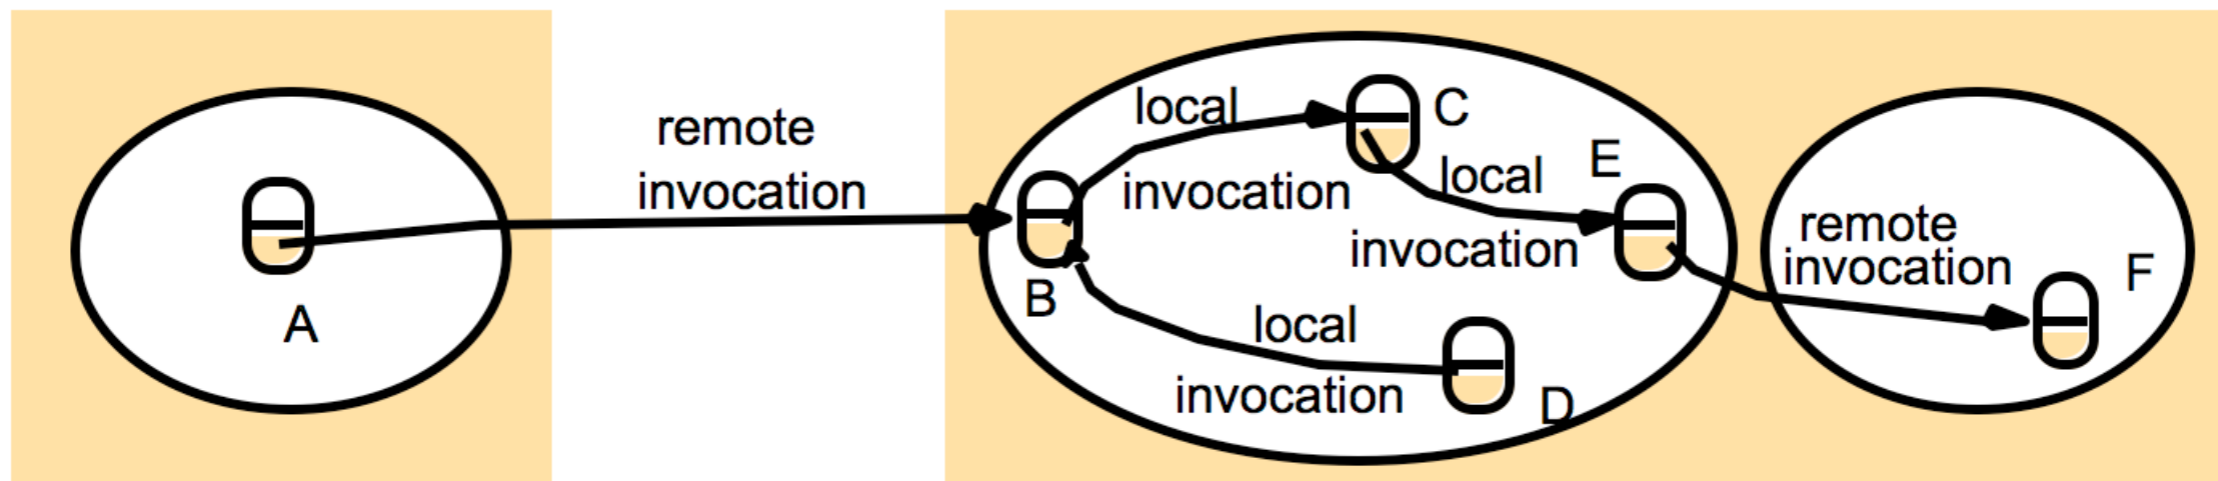 remote
invocation
A
B
local
invocation
C
local
invocation
E
local
invocation
D
remote
invocation
F